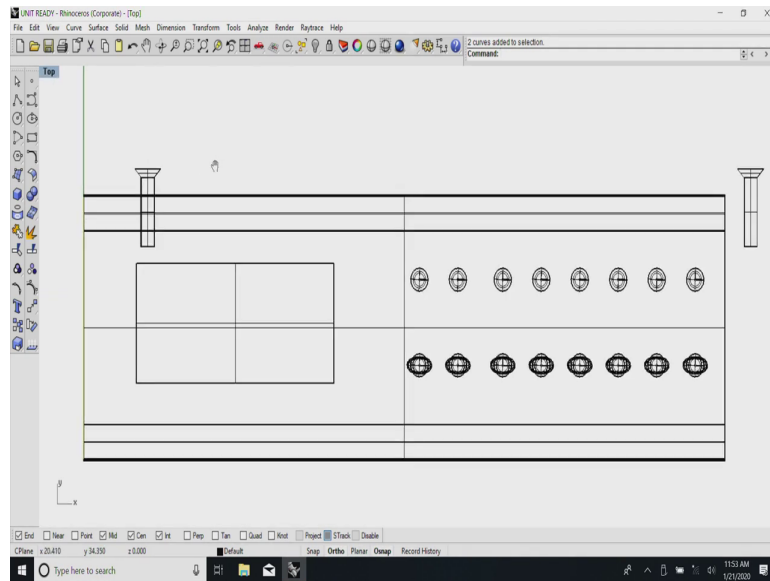 UNIT READY - Rhinoceros (Corporate) - [Top]
File Edit View Curve Surface Solid Mesh Dimension Transform Tools Analyze Render Raytrace Help
2 curves added to selection.
Command:
Top
y
x
End Near Point Mid Cen Int Perp Tan Quad Knot Project STrack Disable
CPlane x 20.410 y 34.350 z 0.000 Default Snap Ortho Planar Osnap Record History
Type here to search
11:53 AM
1/21/2020